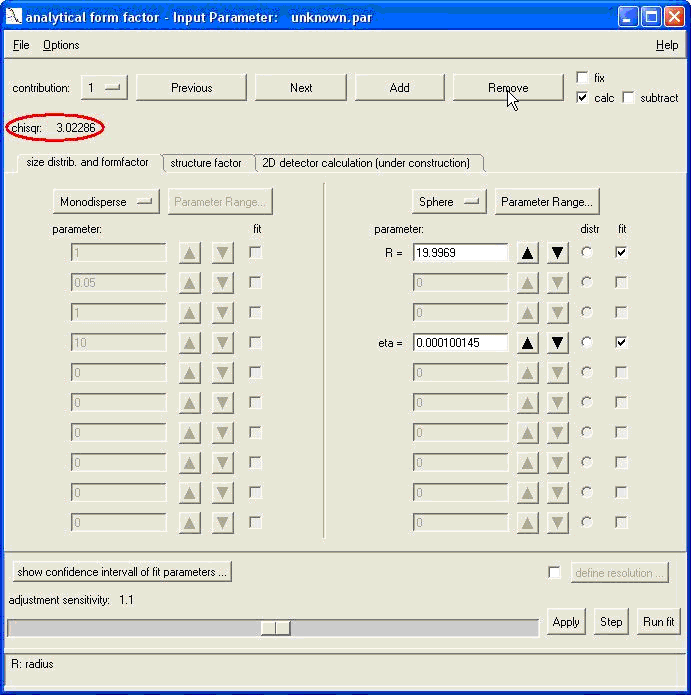 analytical form factor - Input Parameter:   unknown.par
File Options Help
contribution: 1 Previous Next Add Remove fix
calc subtract
chisqr: 3.02286
size distrib. and formfactor structure factor 2D detector calculation (under construction)
Monodisperse Parameter Range... Sphere Parameter Range...
parameter: fit parameter: distr fit
1 R = 19.9969
0.05 0
1 0
10 eta = 0.000100145
0 0
0 0
0 0
0 0
0 0
0 0
show confidence intervall of fit parameters ... define resolution ...
adjustment sensitivity: 1.1
Apply Step Run fit
R: radius